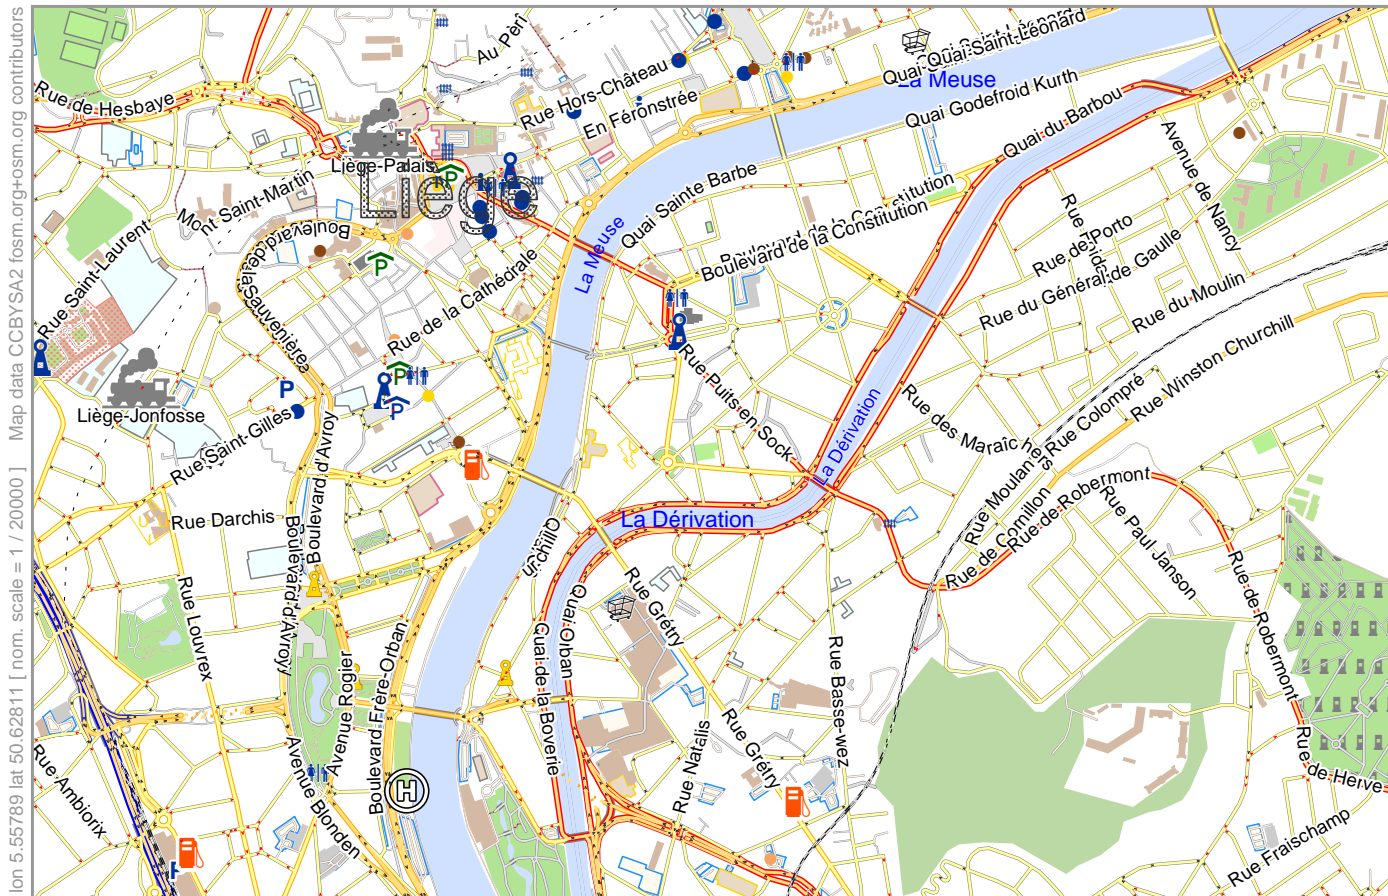 Map data CCBYSA2 fosm.org+osm.org contributors
lon 5.55789 lat 50.62811 [ nom. scale = 1 / 20000 ]
Au Péri
Quai Saint-Léonard
Quai-Saint-Léonard
La Meuse
Rue de Hesbaye
Rue Hors-Château
En Féronstrée
Quai Godefroid Kurth
Quai du Barbou
Avenue de Nancy
Liège-Palais
Liège
Mont Saint-Martin
Quai Sainte Barbe
Boulevard de la Constitution
Boulevard de la Constitution
Rue Saint-Laurent
Boulevard de la Sauvenière
La Meuse
Rue de Porto
Rue du Général de Gaulle
Rue du Moulin
Rue de la Cathédrale
Rue Winston Churchill
Rue Puits en Sock
Rue Colompré
Liège-Jonfosse
P
P
P
P
Rue Saint-Gilles
La Dérivation
Rue des Maraîchers
Boulevard d'Avroy
Rue Moulan
Rue de Cornillon
Rue de Robermont
Rue Darchis
Boulevard d'Avroy
La Dérivation
Quai Churchill
Rue Paul Janson
Rue Louvrex
Quai Orban
Rue Grétry
Rue de Robermont
Quai de la Boverie
Boulevard Frère-Orban
Avenue Rogier
Rue Basse-wez
Rue Natalis
Rue Grétry
Rue de Herve
Rue Ambiorix
Avenue Blonden
H
Rue Fraischamp